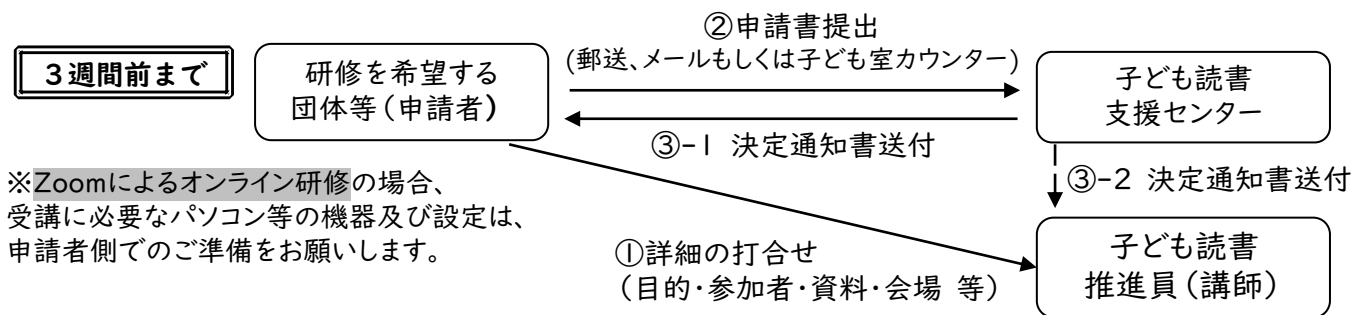 ②申請書提出
(郵送、メールもしくは子ども室カウンター)
３週間前まで
研修を希望する
団体等（申請者）
子ども読書
支援センター
③-1 決定通知書送付
③-2 決定通知書送付
※Zoomによるオンライン研修の場合、
受講に必要なパソコン等の機器及び設定は、
申請者側でのご準備をお願いします。
①詳細の打合せ
（目的・参加者・資料・会場 等）
子ども読書
推進員（講師）